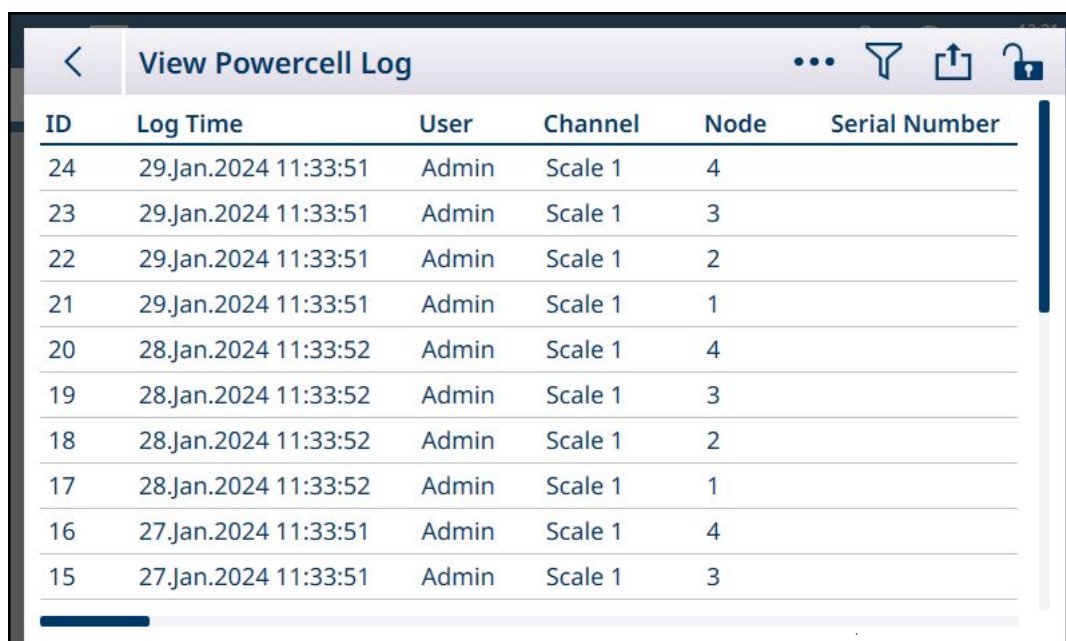 View Powercell Log
ID Log Time User Channel Node Serial Number
24 29.Jan.2024 11:33:51 Admin Scale 1 4
23 29.Jan.2024 11:33:51 Admin Scale 1 3
22 29.Jan.2024 11:33:51 Admin Scale 1 2
21 29.Jan.2024 11:33:51 Admin Scale 1 1
20 28.Jan.2024 11:33:52 Admin Scale 1 4
19 28.Jan.2024 11:33:52 Admin Scale 1 3
18 28.Jan.2024 11:33:52 Admin Scale 1 2
17 28.Jan.2024 11:33:52 Admin Scale 1 1
16 27.Jan.2024 11:33:51 Admin Scale 1 4
15 27.Jan.2024 11:33:51 Admin Scale 1 3